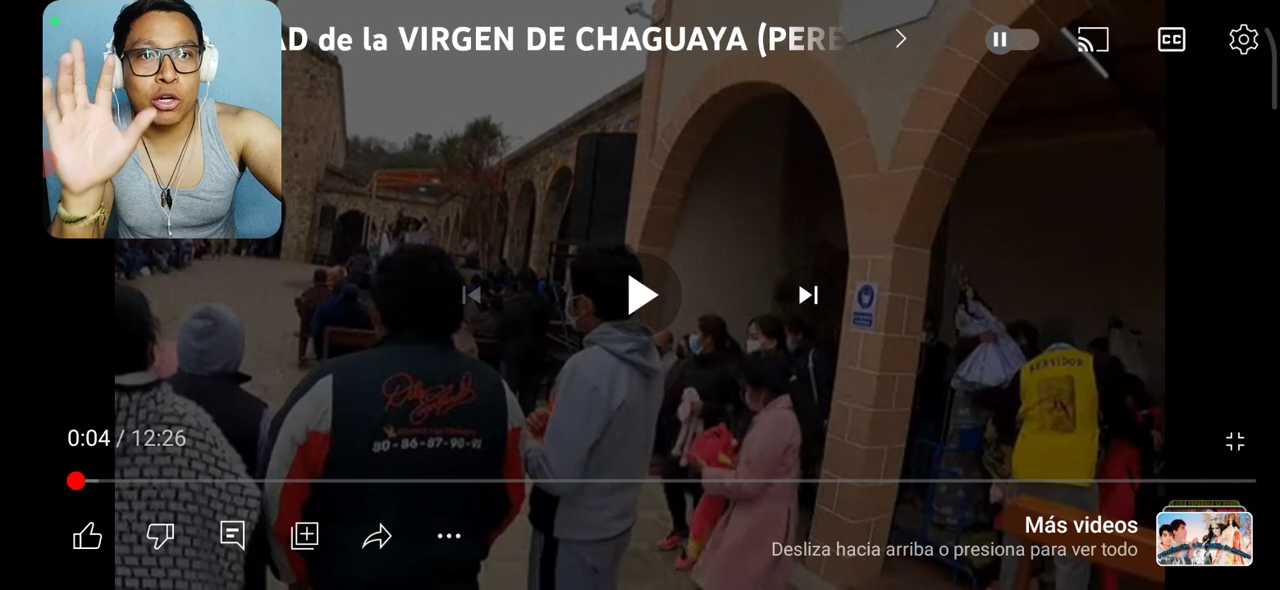 AD de la VIRGEN DE CHAGUAYA (PERE
CC
80-86-87-90-91
SERVIDOR
0:04 / 12:26
Más videos
Desliza hacia arriba o presiona para ver todo